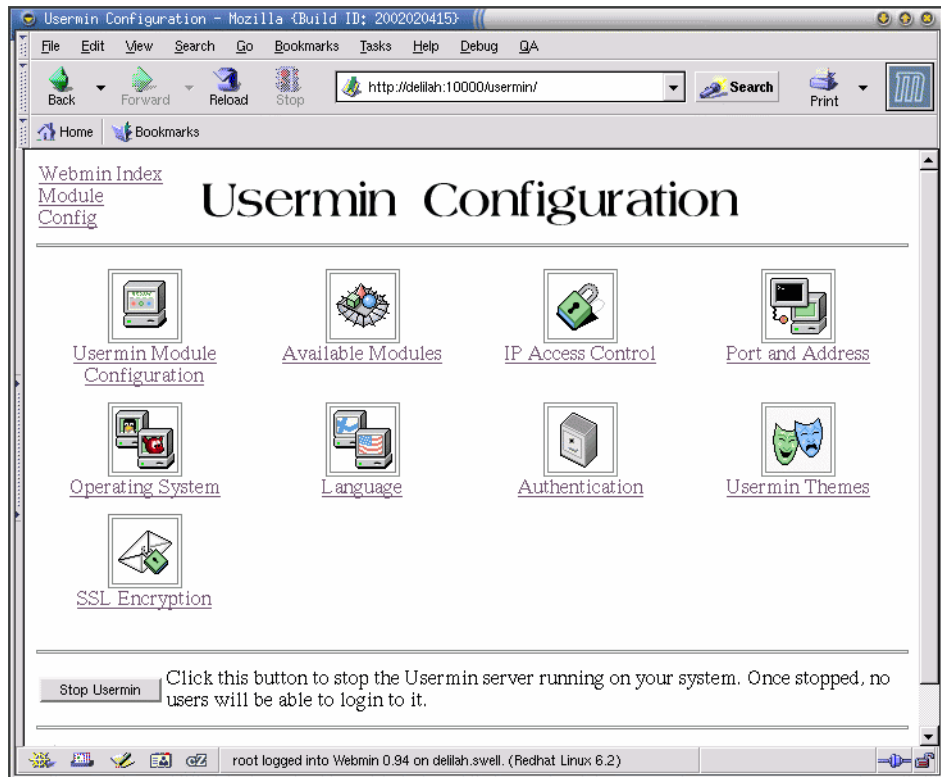 Usermin Configuration - Mozilla {Build ID: 2002020415}
File Edit View Search Go Bookmarks Tasks Help Debug QA
Back Forward Reload Stop http://delilah:10000/usermin/ Search Print
Home Bookmarks
Webmin Index
Module
Config
Usermin Configuration
Usermin Module
Configuration
Available Modules
IP Access Control
Port and Address
Operating System
Language
Authentication
Usermin Themes
SSL Encryption
Stop Usermin
Click this button to stop the Usermin server running on your system. Once stopped, no
users will be able to login to it.
root logged into Webmin 0.94 on delilah.swell. (Redhat Linux 6.2)